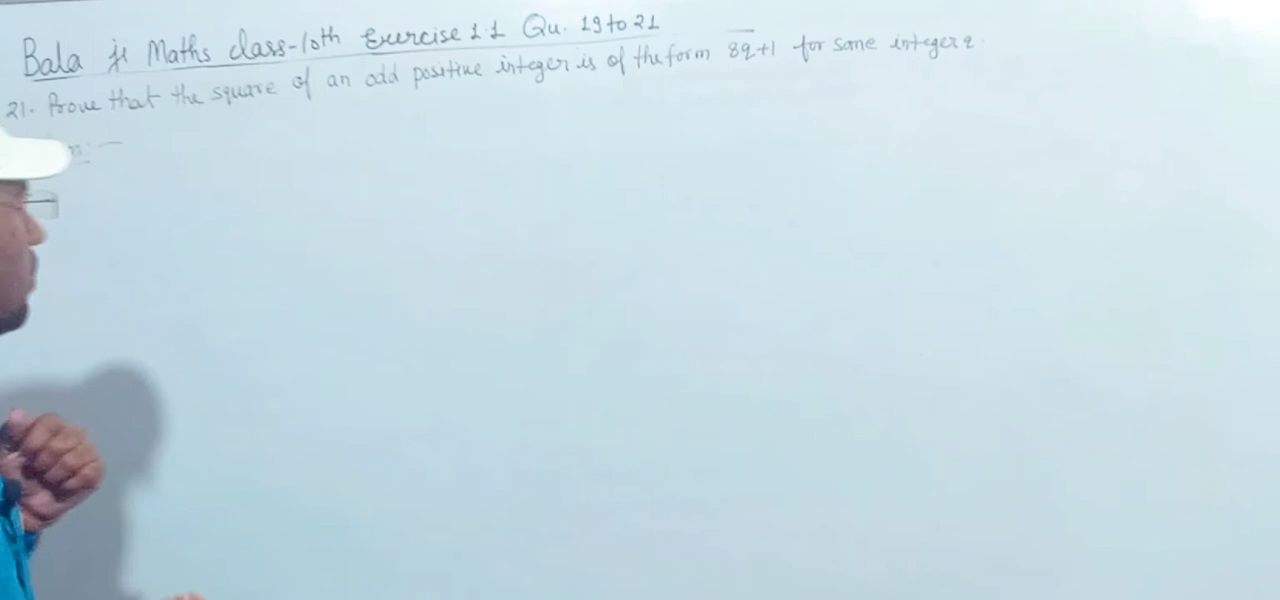 Bala ji Maths class-10th Exercise 1.1 Qu. 19 to 21
21. Prove that the square of an odd positive integer is of the form 8q+1 for some integer q.